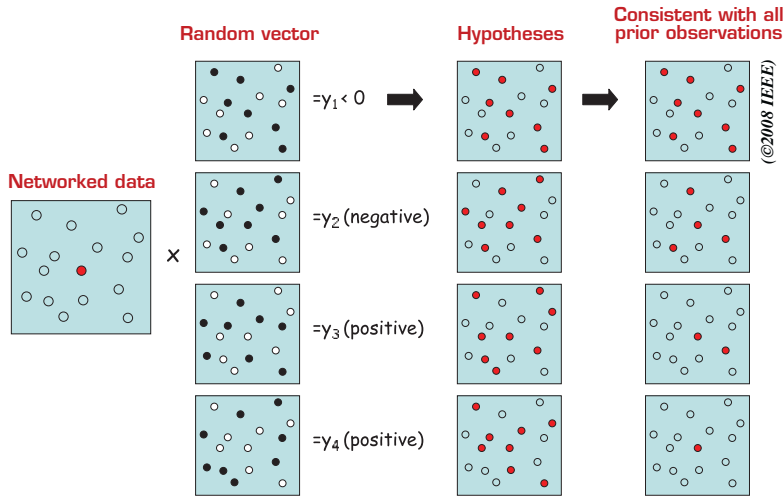 Random vector
Hypotheses
Consistent with all
prior observations
(©2008 IEEE)
=y1 < 0
Networked data
x
=y2 (negative)
=y3 (positive)
=y4 (positive)